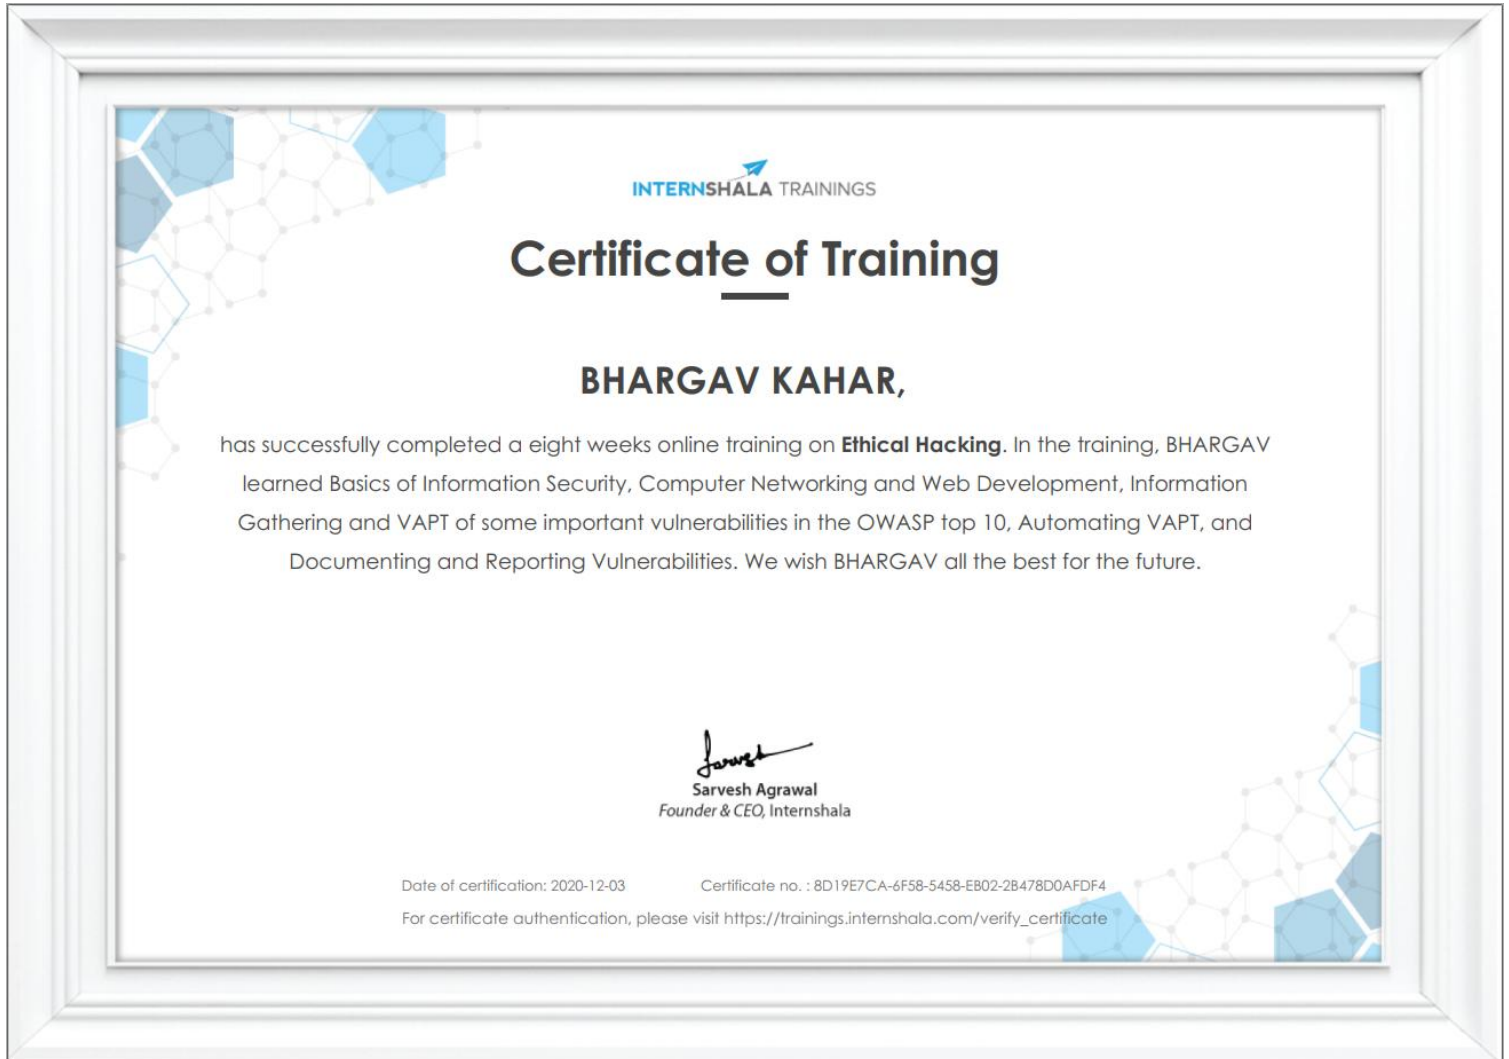 INTERNSHALA TRAININGS
Certificate of Training
BHARGAV KAHAR,
has successfully completed a eight weeks online training on Ethical Hacking. In the training, BHARGAV
learned Basics of Information Security, Computer Networking and Web Development, Information
Gathering and VAPT of some important vulnerabilities in the OWASP top 10, Automating VAPT, and
Documenting and Reporting Vulnerabilities. We wish BHARGAV all the best for the future.
Sarvesh
Sarvesh Agrawal
Founder & CEO, Internshala
Date of certification: 2020-12-03 Certificate no. : 8D19E7CA-6F58-5458-EB02-2B478D0AFDF4
For certificate authentication, please visit https://trainings.internshala.com/verify_certificate